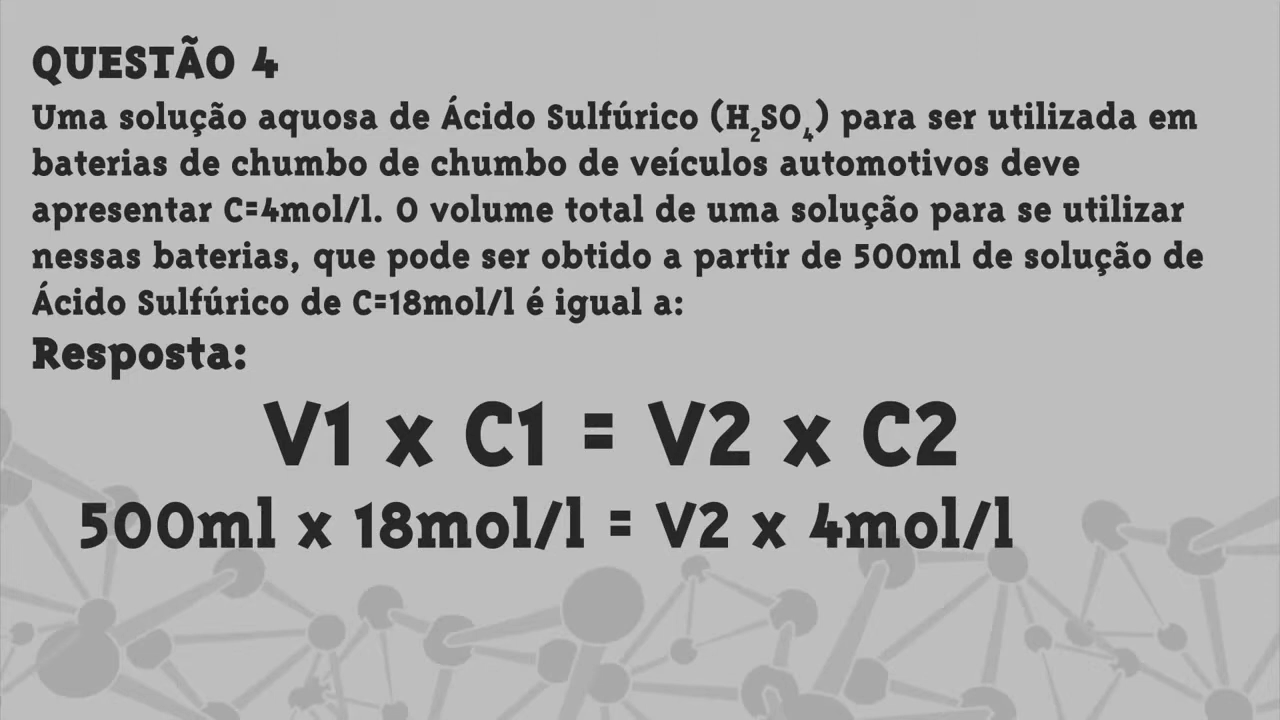 QUESTÃO 4
Uma solução aquosa de Ácido Sulfúrico (H₂SO₄) para ser utilizada em
baterias de chumbo de chumbo de veículos automotivos deve
apresentar C=4mol/l. O volume total de uma solução para se utilizar
nessas baterias, que pode ser obtido a partir de 500ml de solução de
Ácido Sulfúrico de C=18mol/l é igual a:
Resposta:
V1 x C1 = V2 x C2
500ml x 18mol/l = V2 x 4mol/l